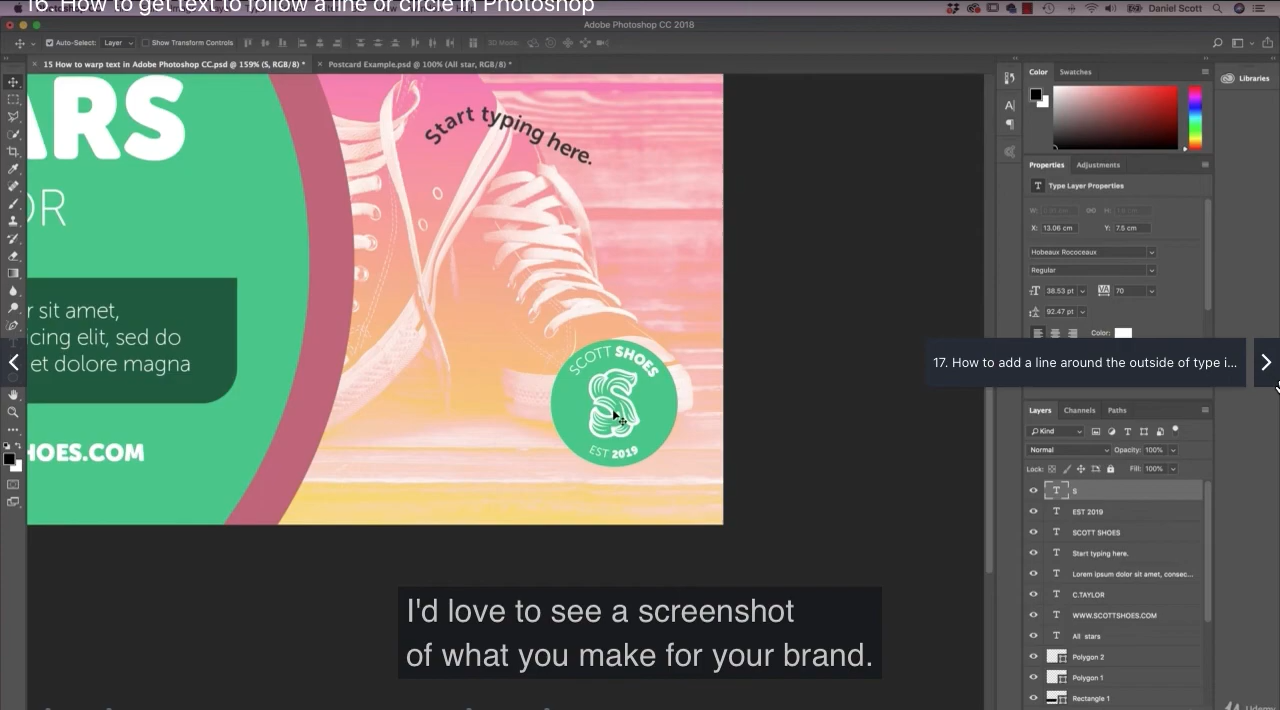 16. How to get text to follow a line or circle in Photoshop
Daniel Scott
Adobe Photoshop CC 2018
Auto-Select: Layer
Show Transform Controls
3D Mode:
15 How to warp text in Adobe Photoshop CC.psd @ 159% (S, RGB/8) *
Postcard Example.psd @ 100% (All star, RGB/8) *
Color
Swatches
Libraries
ARS
OR
Start typing here.
r sit amet,
cing elit, sed do
et dolore magna
HOES.COM
SCOTT SHOES
S
EST 2019
Properties
Adjustments
Type Layer Properties
W:
H:
X: 13.06 cm
Y: 7.5 cm
Hobeaux Rococeaux
Regular
38.53 pt
70
92.47 pt
Color:
17. How to add a line around the outside of type i...
Layers
Channels
Paths
Kind
Normal
Opacity: 100%
Lock:
Fill: 100%
S
EST 2019
SCOTT SHOES
Start typing here.
Lorem ipsum dolor sit amet, consec...
C.TAYLOR
WWW.SCOTTSHOES.COM
All stars
Polygon 2
Polygon 1
Rectangle 1
I'd love to see a screenshot
of what you make for your brand.
Udemy